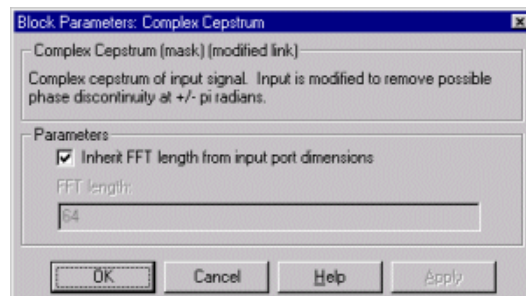 Block Parameters: Complex Cepstrum
Complex Cepstrum (mask) (modified link)
Complex cepstrum of input signal. Input is modified to remove possible
phase discontinuity at +/- pi radians.
Parameters
Inherit FFT length from input port dimensions
FFT length:
64
OK Cancel Help Apply